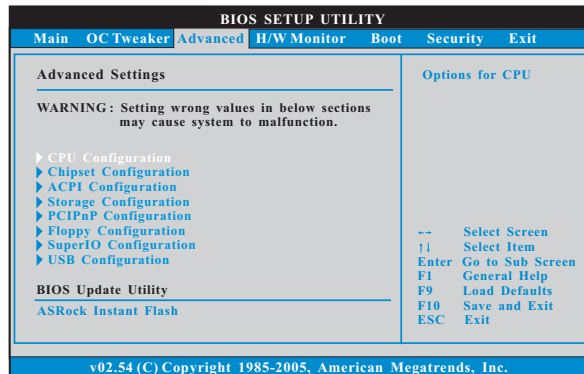 BIOS SETUP UTILITY
Main OC Tweaker Advanced H/W Monitor Boot Security Exit
Advanced Settings
WARNING : Setting wrong values in below sections
may cause system to malfunction.
CPU Configuration
Chipset Configuration
ACPI Configuration
Storage Configuration
PCIPnP Configuration
Floppy Configuration
SuperIO Configuration
USB Configuration
BIOS Update Utility
ASRock Instant Flash
Options for CPU
←→ Select Screen
↑↓ Select Item
Enter Go to Sub Screen
F1 General Help
F9 Load Defaults
F10 Save and Exit
ESC Exit
v02.54 (C) Copyright 1985-2005, American Megatrends, Inc.